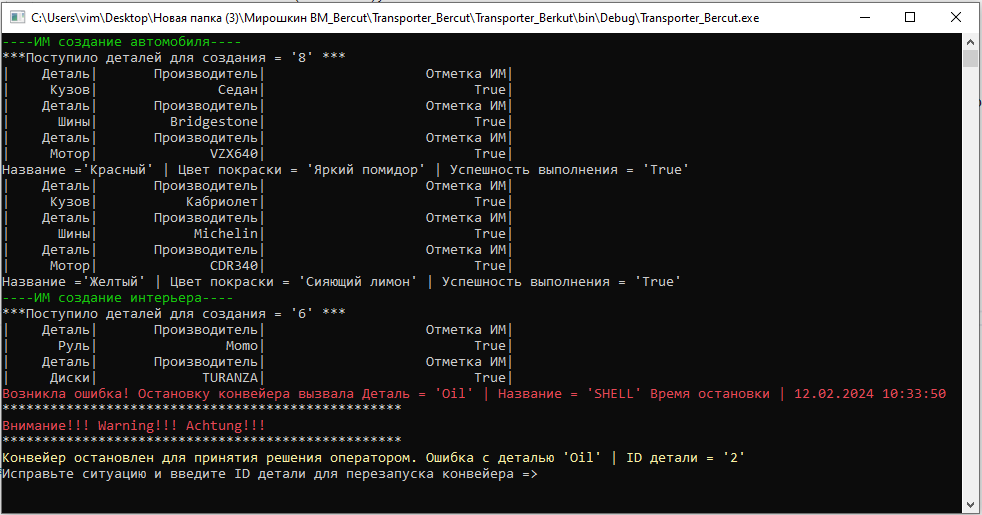 C:\Users\vim\Desktop\Новая папка (3)\Мирошкин ВМ_Bercut\Transporter_Bercut\Transporter_Berkut\bin\Debug\Transporter_Bercut.exe
----ИМ создание автомобиля----
***Поступило деталей для создания = '8' ***
| Деталь| Производитель| Отметка ИМ|
| Кузов| Седан| True|
| Деталь| Производитель| Отметка ИМ|
| Шины| Bridgestone| True|
| Деталь| Производитель| Отметка ИМ|
| Мотор| VZX640| True|
Название ='Красный' | Цвет покраски = 'Яркий помидор' | Успешность выполнения = 'True'
| Деталь| Производитель| Отметка ИМ|
| Кузов| Кабриолет| True|
| Деталь| Производитель| Отметка ИМ|
| Шины| Michelin| True|
| Деталь| Производитель| Отметка ИМ|
| Мотор| CDR340| True|
Название ='Желтый' | Цвет покраски = 'Сияющий лимон' | Успешность выполнения = 'True'
----ИМ создание интерьера----
***Поступило деталей для создания = '6' ***
| Деталь| Производитель| Отметка ИМ|
| Руль| Momo| True|
| Деталь| Производитель| Отметка ИМ|
| Диски| TURANZA| True|
Возникла ошибка! Остановку конвейера вызвала Деталь = 'Oil' | Название = 'SHELL' Время остановки | 12.02.2024 10:33:50
**************************************************
Внимание!!! Warning!!! Achtung!!!
**************************************************
Конвейер остановлен для принятия решения оператором. Ошибка с деталью 'Oil' | ID детали = '2'
Исправьте ситуацию и введите ID детали для перезапуска конвейера =>